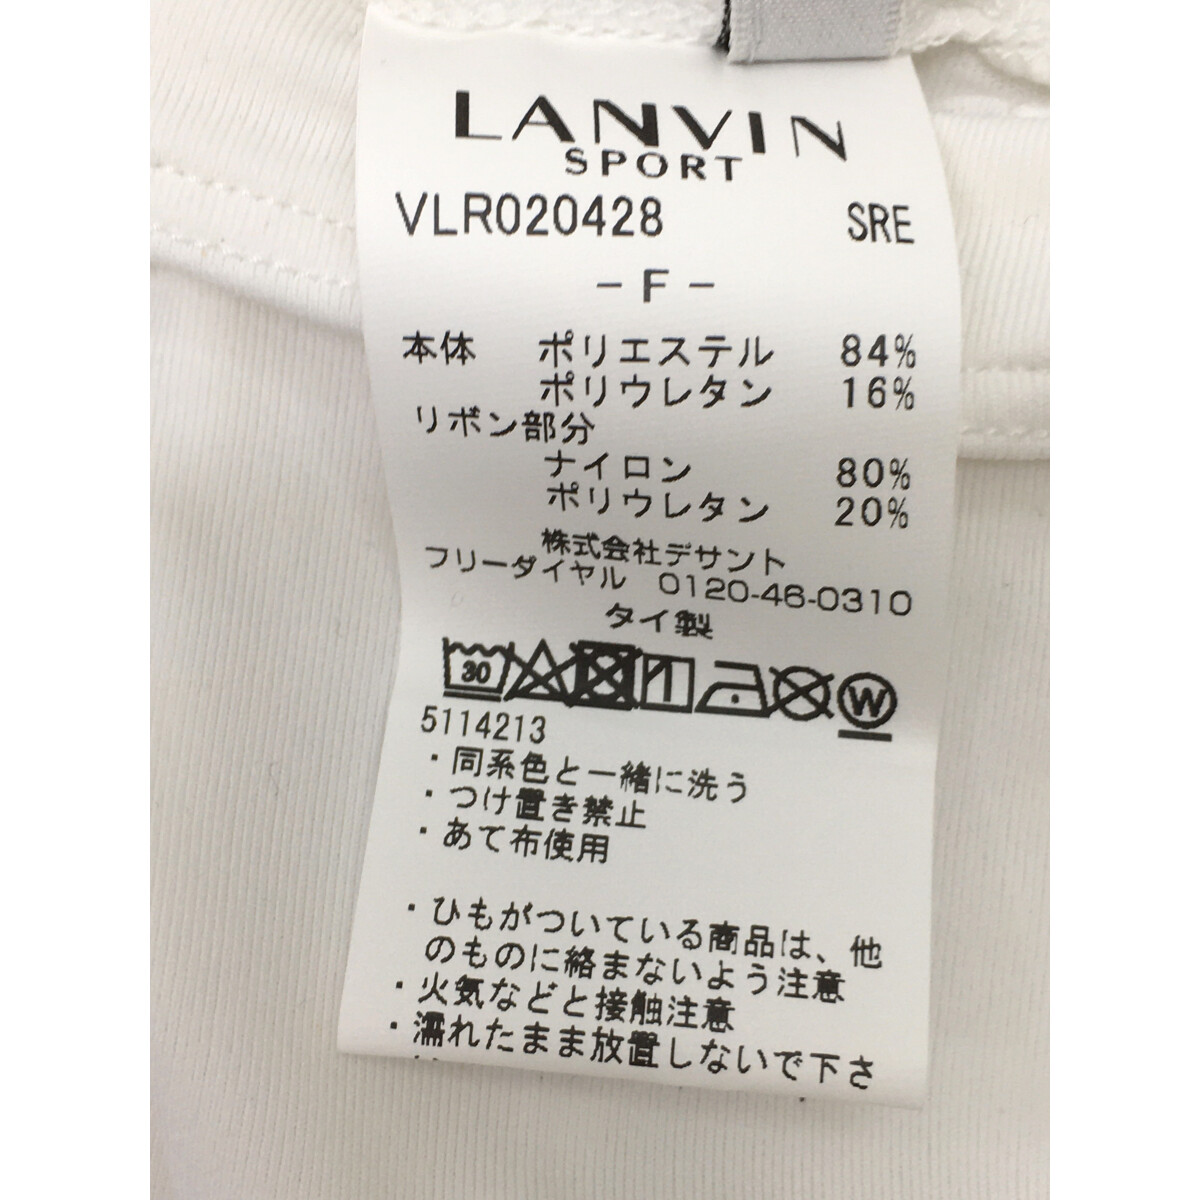 LANVIN
SPORT
VLR020428 SRE
-F-
本体 ポリエステル 84%
ポリウレタン 16%
リボン部分
ナイロン 80%
ポリウレタン 20%
株式会社デサント
フリーダイヤル 0120-46-0310
タイ製
30 W
5114213
・同系色と一緒に洗う
・つけ置き禁止
・あて布使用
・ひもがついている商品は、他
のものに絡まないよう注意
・火気などと接触注意
・濡れたまま放置しないで下さ